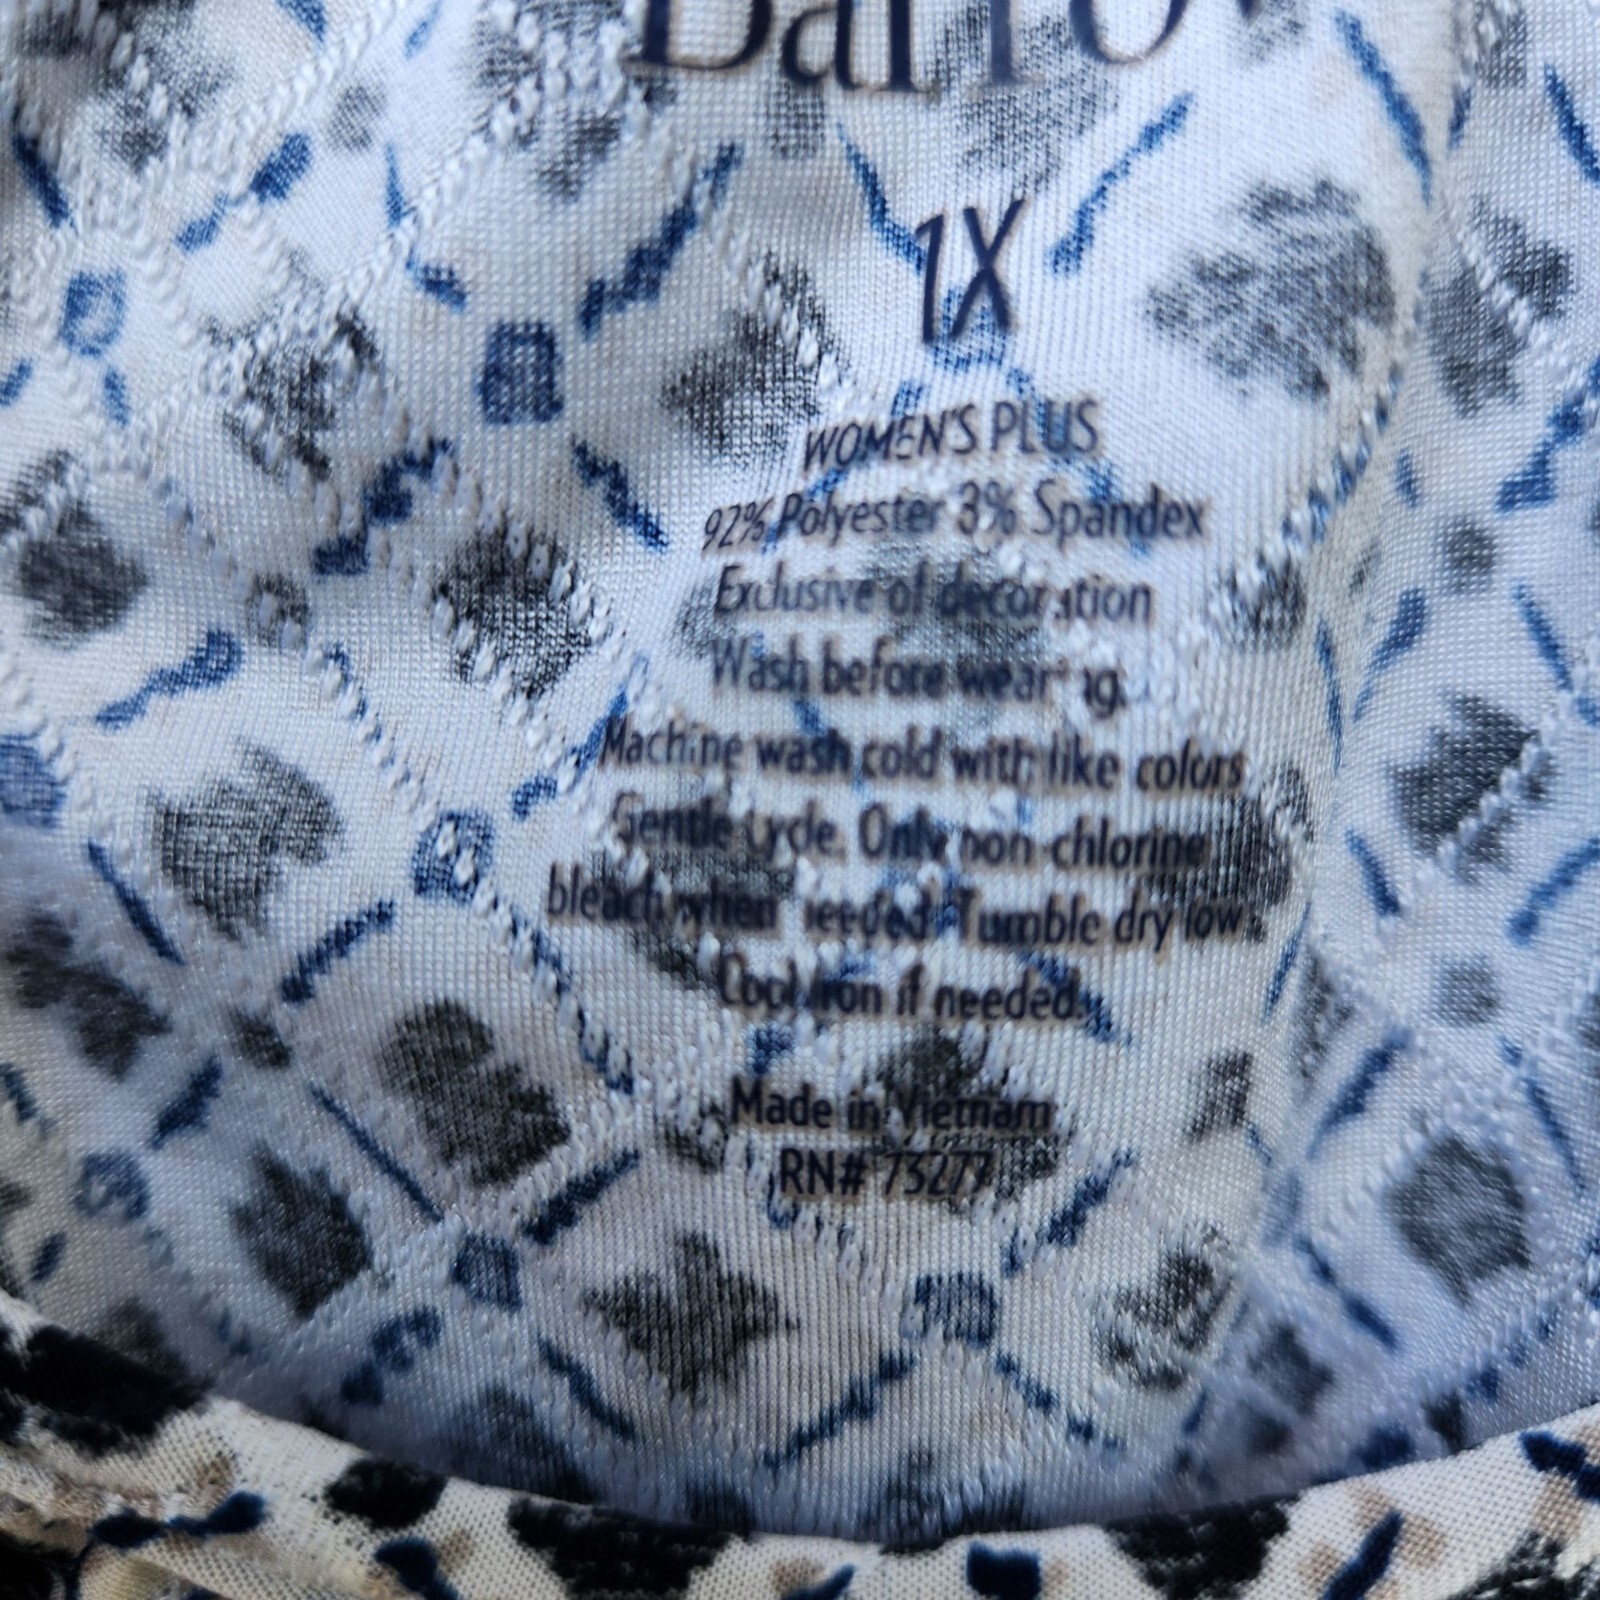 Barro
1X
WOMEN'S PLUS
92% Polyester 3% Spandex
Exclusive of decoration
Wash before wearing.
Machine wash cold with like colors
Gentle cycle. Only non-chlorine
bleach when needed. Tumble dry low.
Cool iron if needed.
Made in Vietnam
RN# 75277